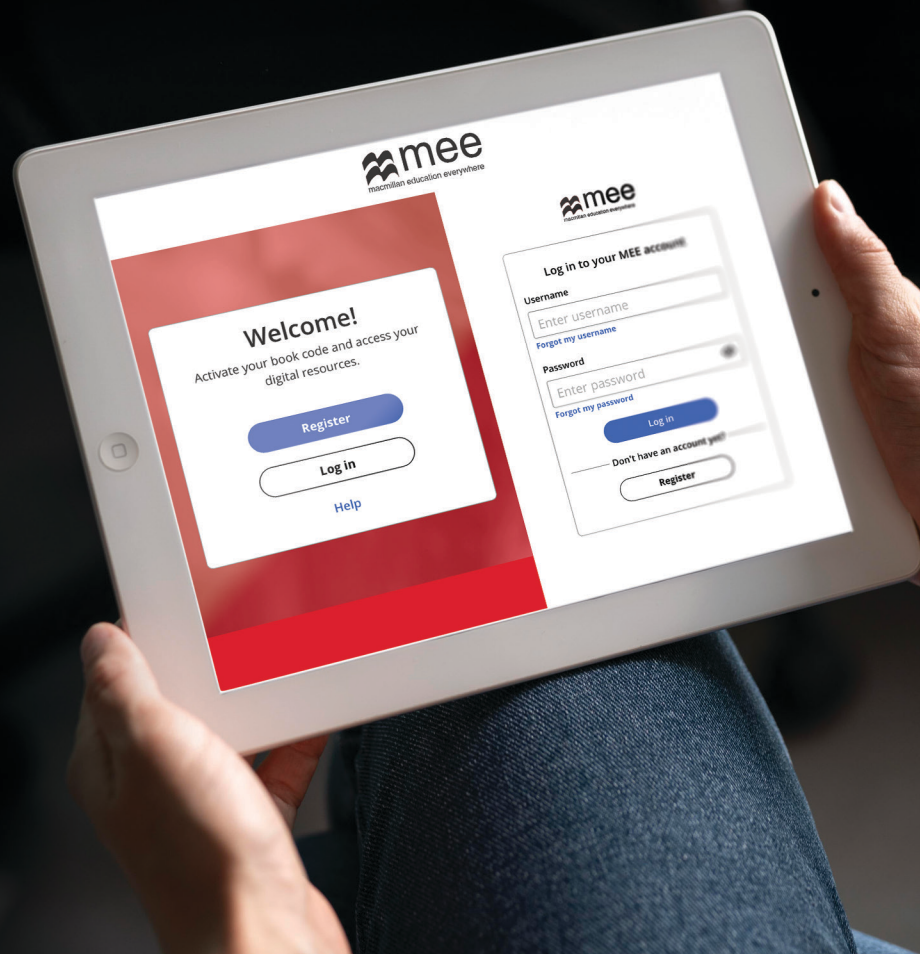 mee
macmillan education everywhere
Welcome!
Activate your book code and access your
digital resources.
Register
Log in
Help
mee
macmillan education everywhere
Log in to your MEE account
Username
Enter username
Forgot my username
Password
Enter password
Forgot my password
Log in
Don't have an account yet?
Register